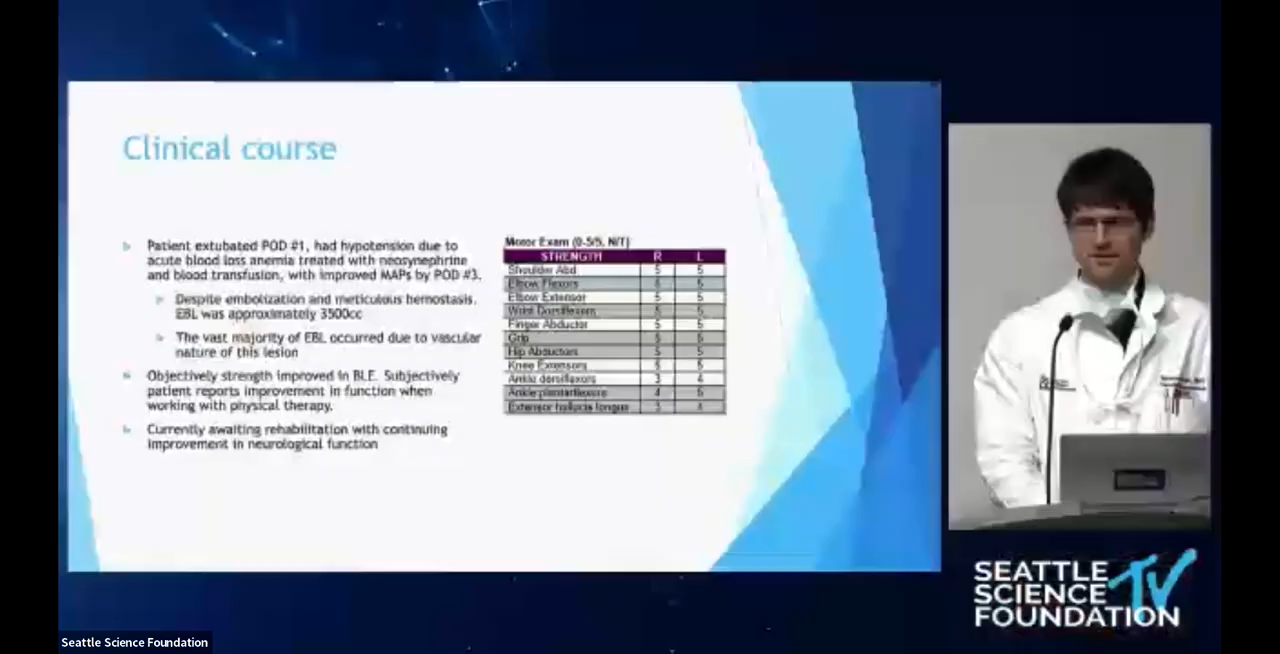 Clinical course
Patient extubated POD #1, had hypotension due to
acute blood loss anemia treated with neosynephrine
and blood transfusion, with improved MAPs by POD #3.
Despite embolization and meticulous hemostasis,
EBL was approximately 3500cc
The vast majority of EBL occurred due to vascular
nature of this lesion
Objectively strength improved in BLE. Subjectively
patient reports improvement in function when
working with physical therapy.
Currently awaiting rehabilitation with continuing
improvement in neurological function
Motor Exam (0-5/5, N/T)
STRENGTH R L
Shoulder Abd 5 5
Elbow Flexors 5
Elbow Extensor 5 5
Wrist Dorsiflexors 5 5
Finger Abductor 5 5
Grip 5 5
Hip Abductors 5 5
Knee Extensors 5 5
Ankle dorsiflexors 3 4
Ankle plantarflexors 4 5
Extensor hallucis longus 3 4
SEATTLE
SCIENCE TV
FOUNDATION
Seattle Science Foundation